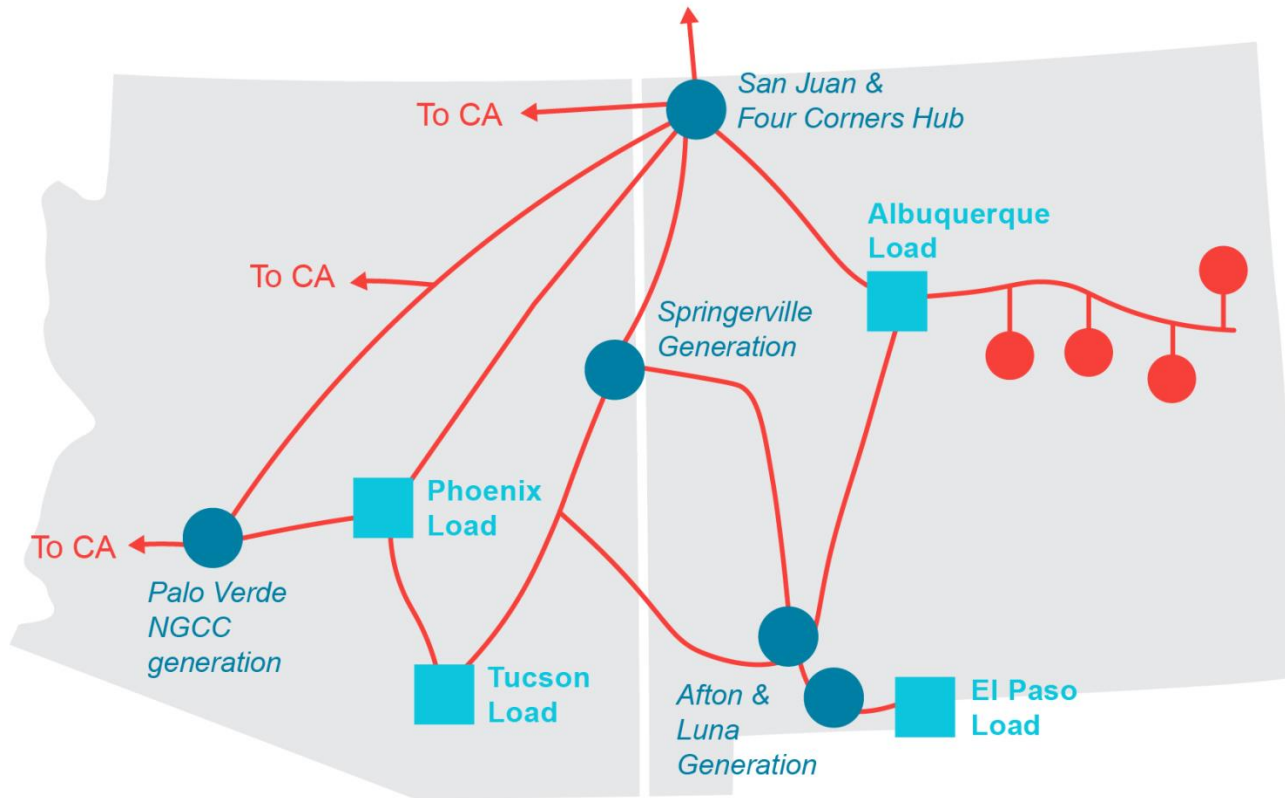 San Juan &
Four Corners Hub
To CA
Albuquerque
Load
To CA
Springerville
Generation
Phoenix
Load
To CA
Palo Verde
NGCC
generation
Tucson
Load
Afton &
Luna
Generation
El Paso
Load